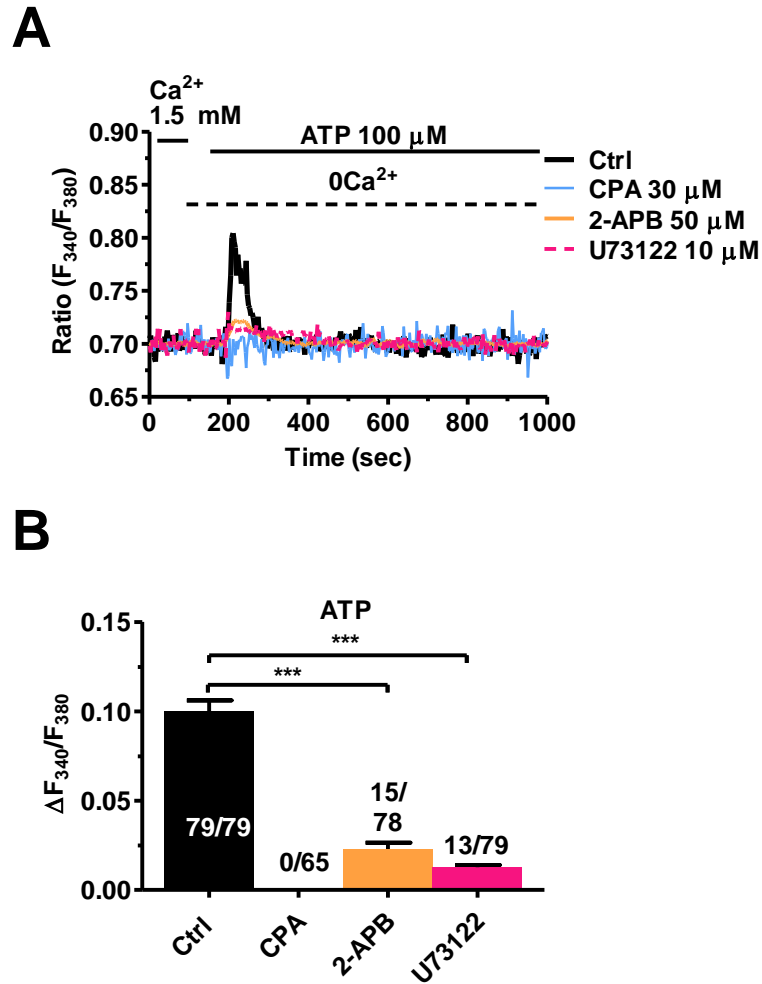 A
Ca²⁺
1.5 mM
ATP 100 μM
0Ca²⁺
Ctrl
CPA 30 μM
2-APB 50 μM
U73122 10 μM
0.90
0.85
0.80
0.75
0.70
0.65
Ratio (F₃₄₀/F₃₈₀)
0 200 400 600 800 1000
Time (sec)
B
ATP
***
***
0.15
0.10
0.05
0.00
ΔF₃₄₀/F₃₈₀
79/79
0/65
15/
78
13/79
Ctrl CPA 2-APB U73122